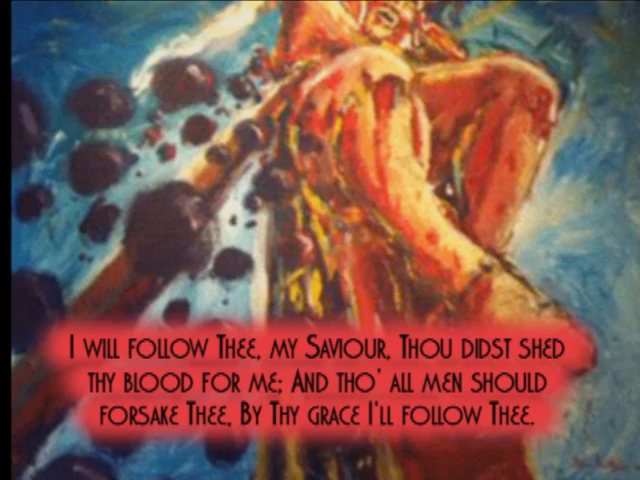 I will follow Thee, my Saviour, Thou didst shed
thy blood for me; And tho' all men should
forsake Thee, By Thy grace I'll follow Thee.